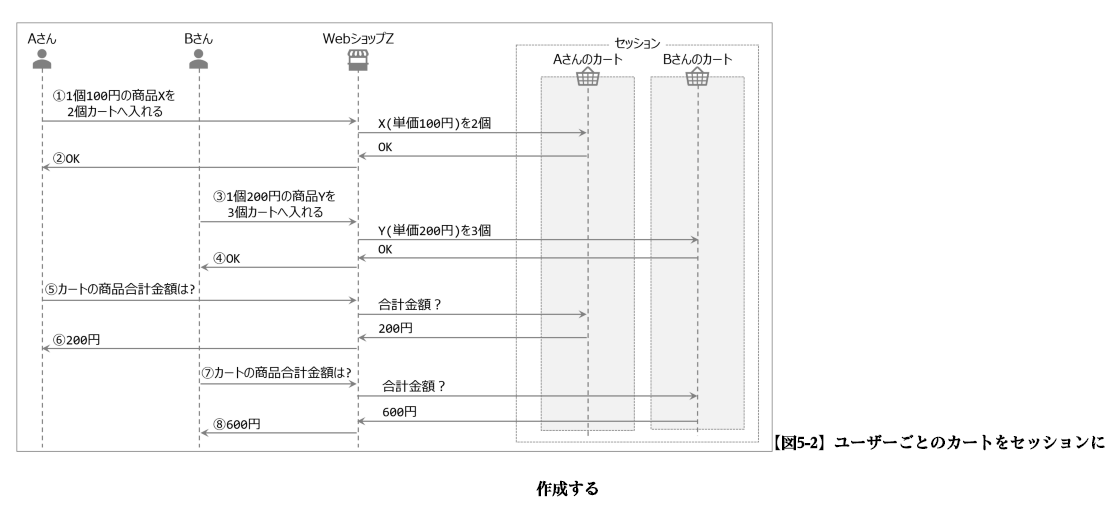 Aさん
Bさん
WebショップZ
セッション
Aさんのカート
Bさんのカート
①1個100円の商品Xを
2個カートへ入れる
X(単価100円)を2個
OK
②OK
③1個200円の商品Yを
3個カートへ入れる
Y(単価200円)を3個
OK
④OK
⑤カートの商品合計金額は?
合計金額？
200円
⑥200円
⑦カートの商品合計金額は?
合計金額？
600円
⑧600円
【図5-2】ユーザーごとのカートをセッションに
作成する